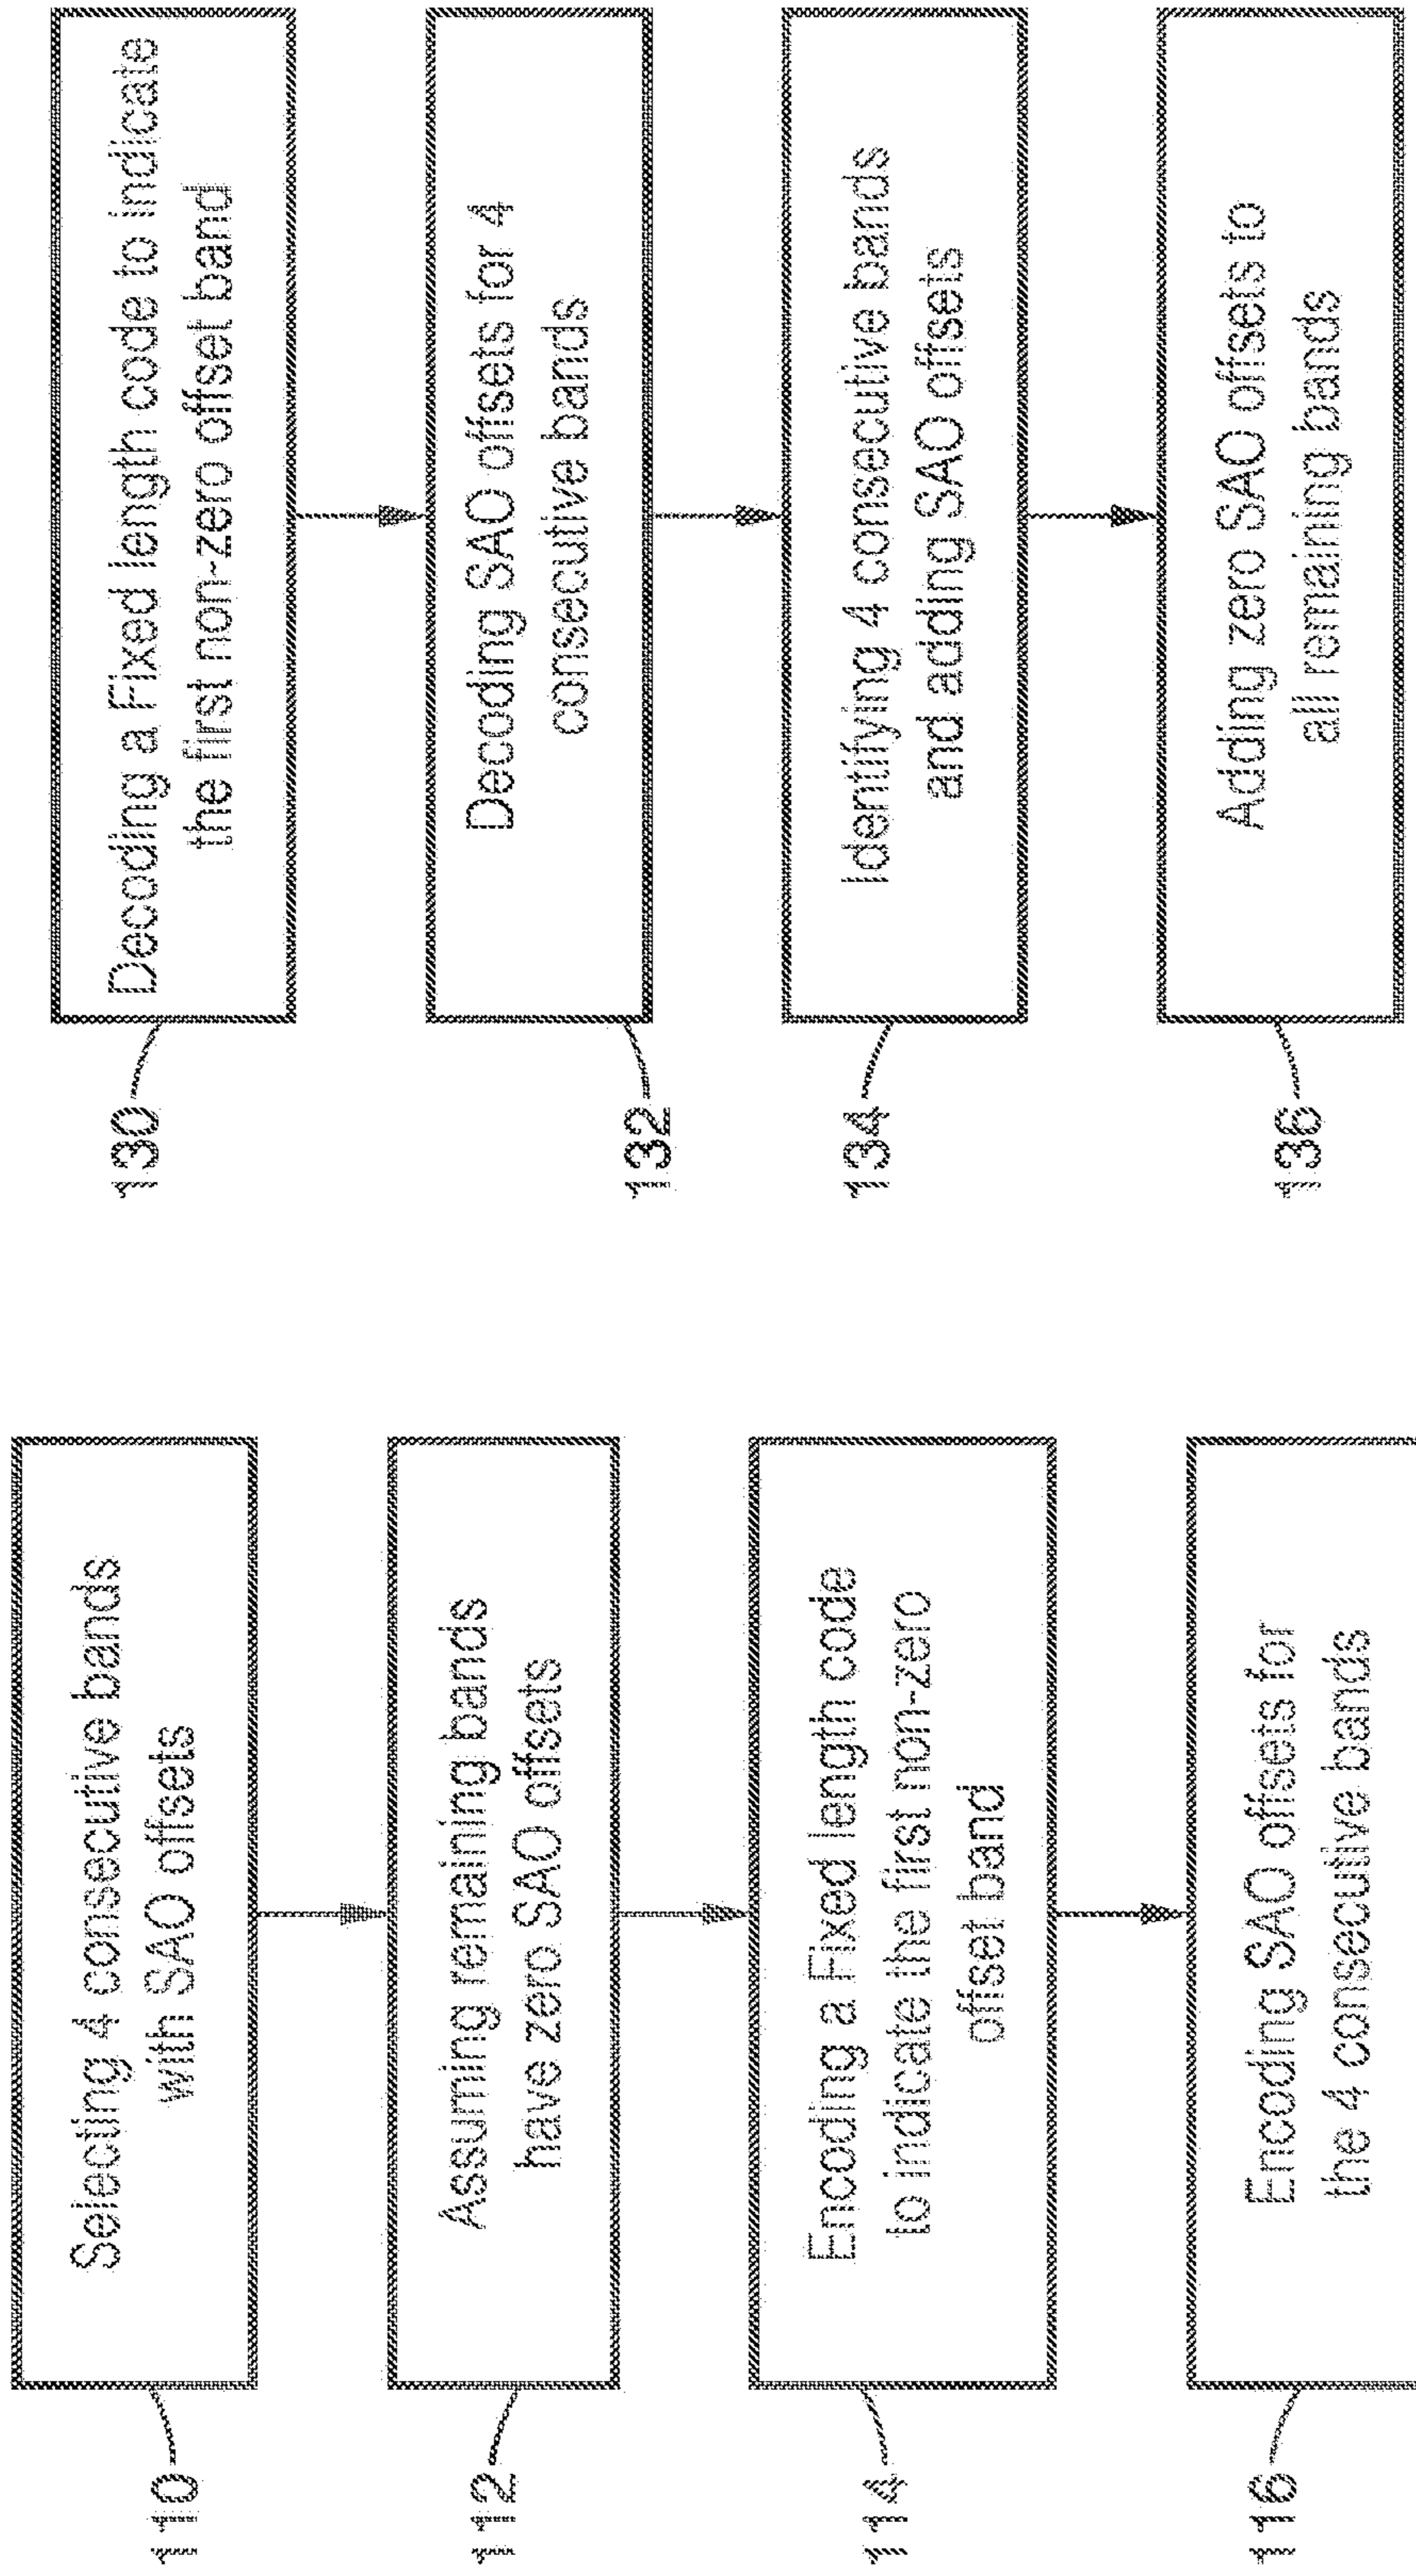 110
Selecting 4 consecutive bands
with SAO offsets
112
Assuming remaining bands
have zero SAO offsets
114
Encoding a Fixed length code
to indicate the first non-zero
offset band
116
Encoding SAO offsets for
the 4 consecutive bands
130
Decoding a Fixed length code to indicate
the first non-zero offset band
132
Decoding SAO offsets for 4
consecutive bands
134
Identifying 4 consecutive bands
and adding SAO offsets
136
Adding zero SAO offsets to
all remaining bands